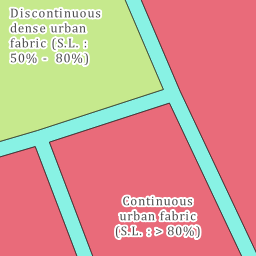 Discontinuous
dense urban
fabric (S.L. :
50% - 80%)
Continuous
urban fabric
(S.L. : > 80%)